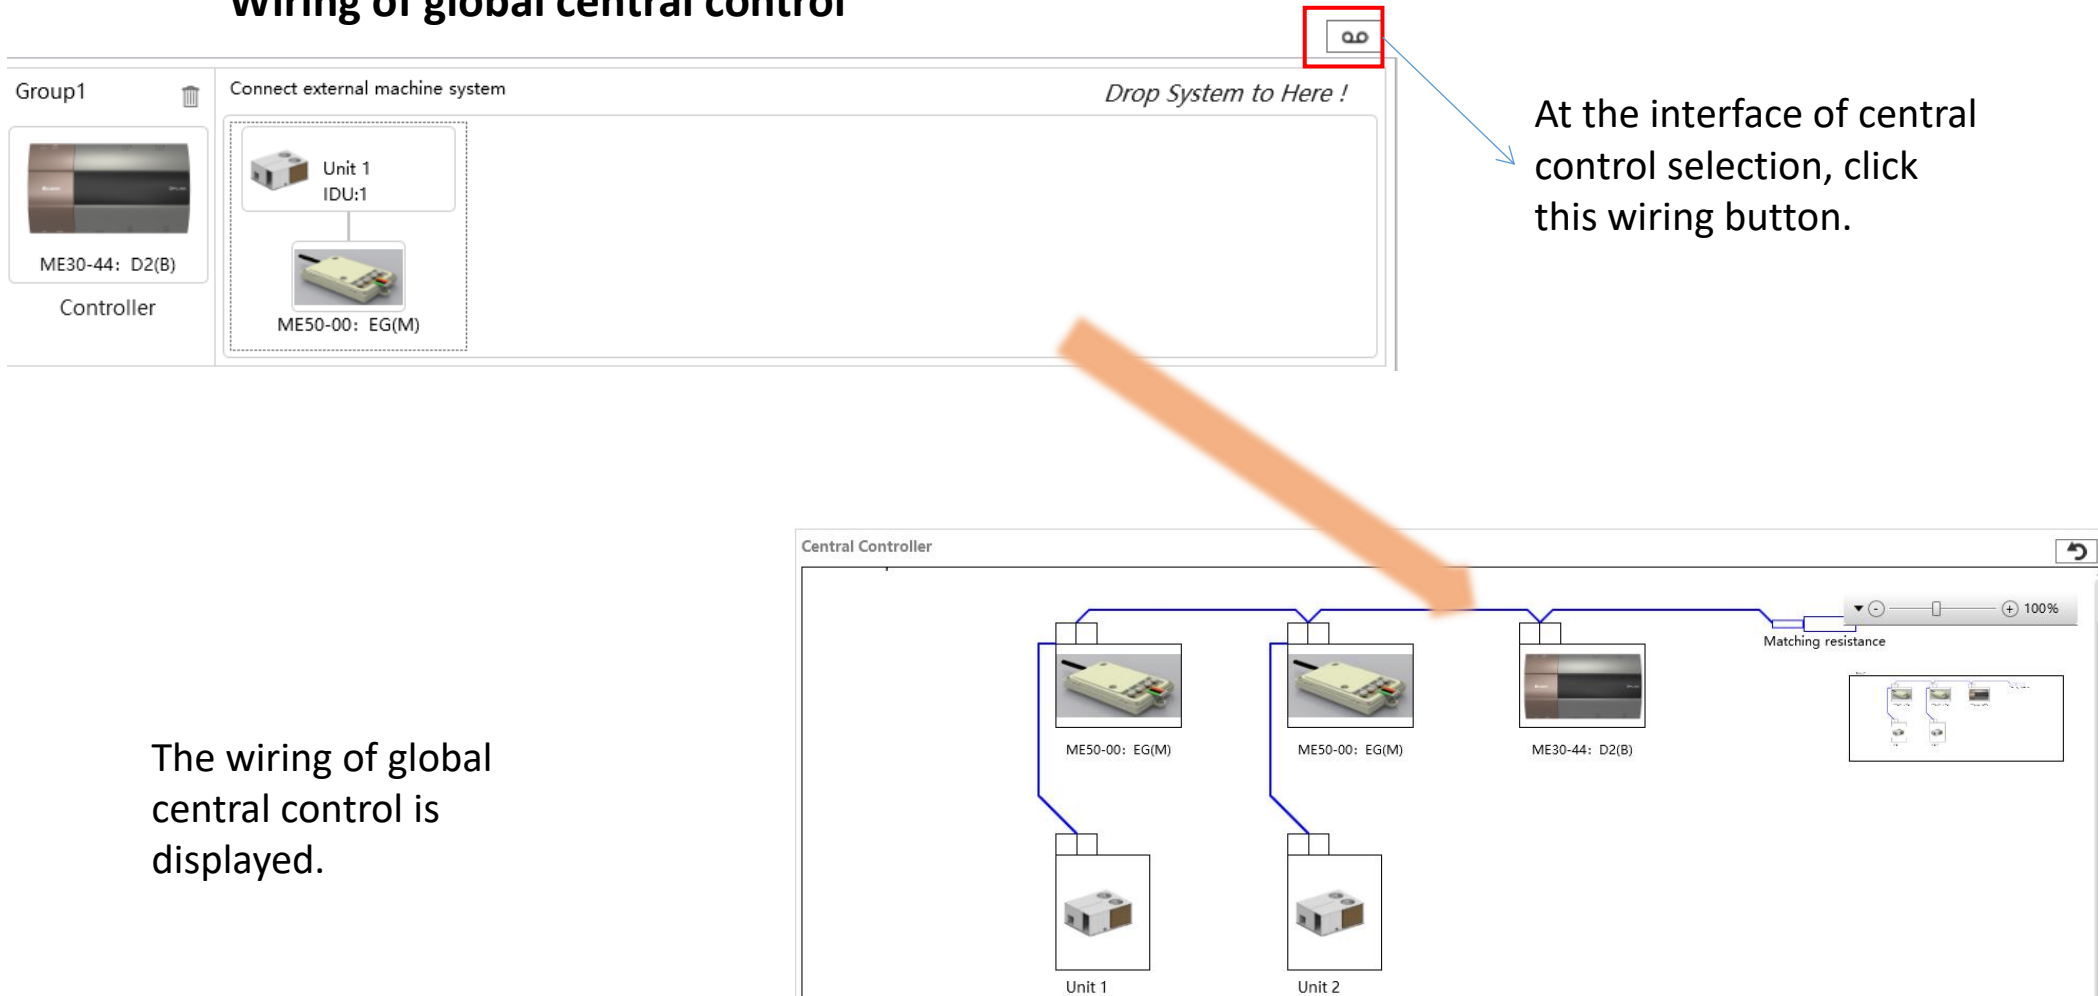 Wiring of global central control
Group1
Connect external machine system
Drop System to Here !
Unit 1
IDU:1
ME30-44: D2(B)
Controller
ME50-00: EG(M)
At the interface of central
control selection, click
this wiring button.
Central Controller
100%
Matching resistance
ME50-00: EG(M)
ME50-00: EG(M)
ME30-44: D2(B)
The wiring of global
central control is
displayed.
Unit 1
Unit 2